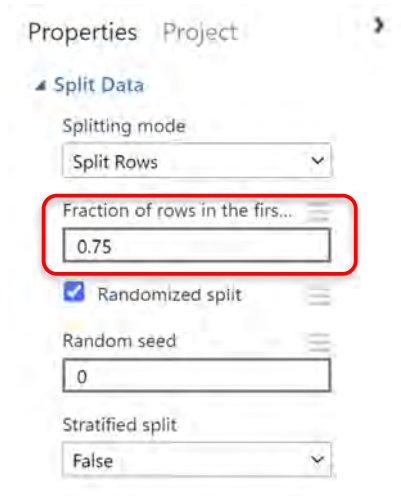 Properties Project
Split Data
Splitting mode
Split Rows
Fraction of rows in the firs...
0.75
Randomized split
Random seed
0
Stratified split
False